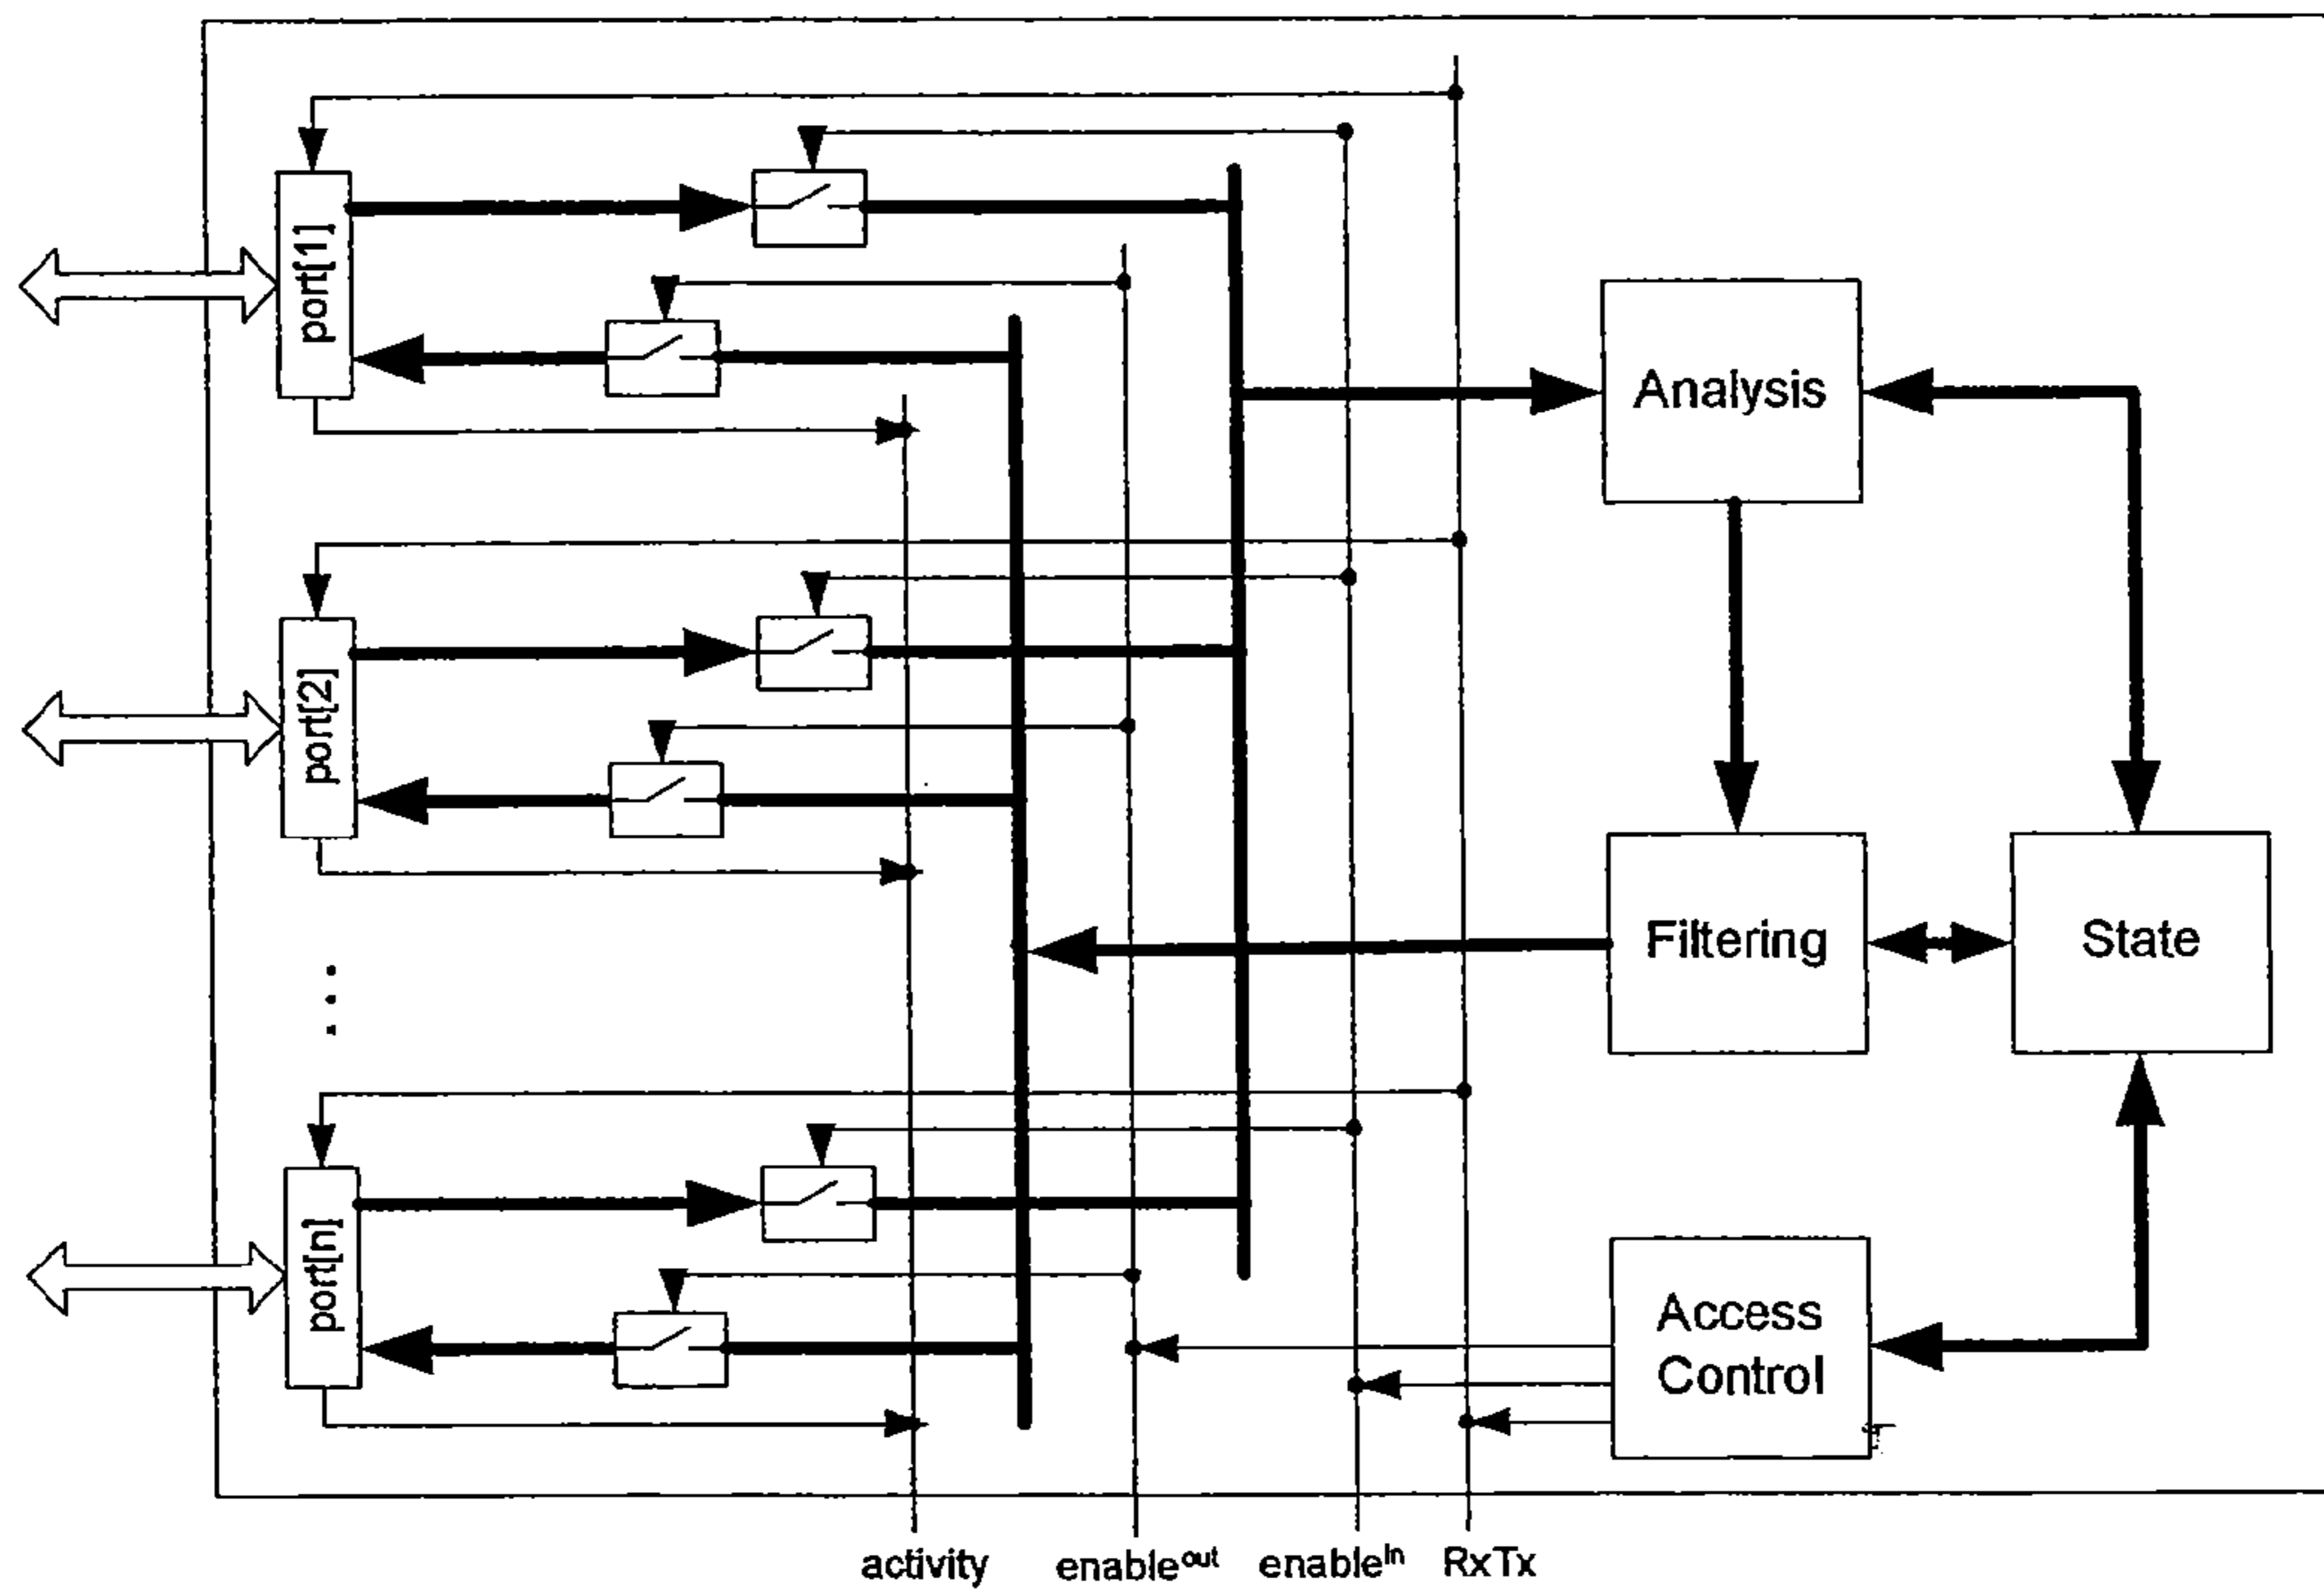 port[1]
Analysis
port[2]
Filtering
State
port[n]
Access
Control
activity
enable^out
enable^In
RxTx